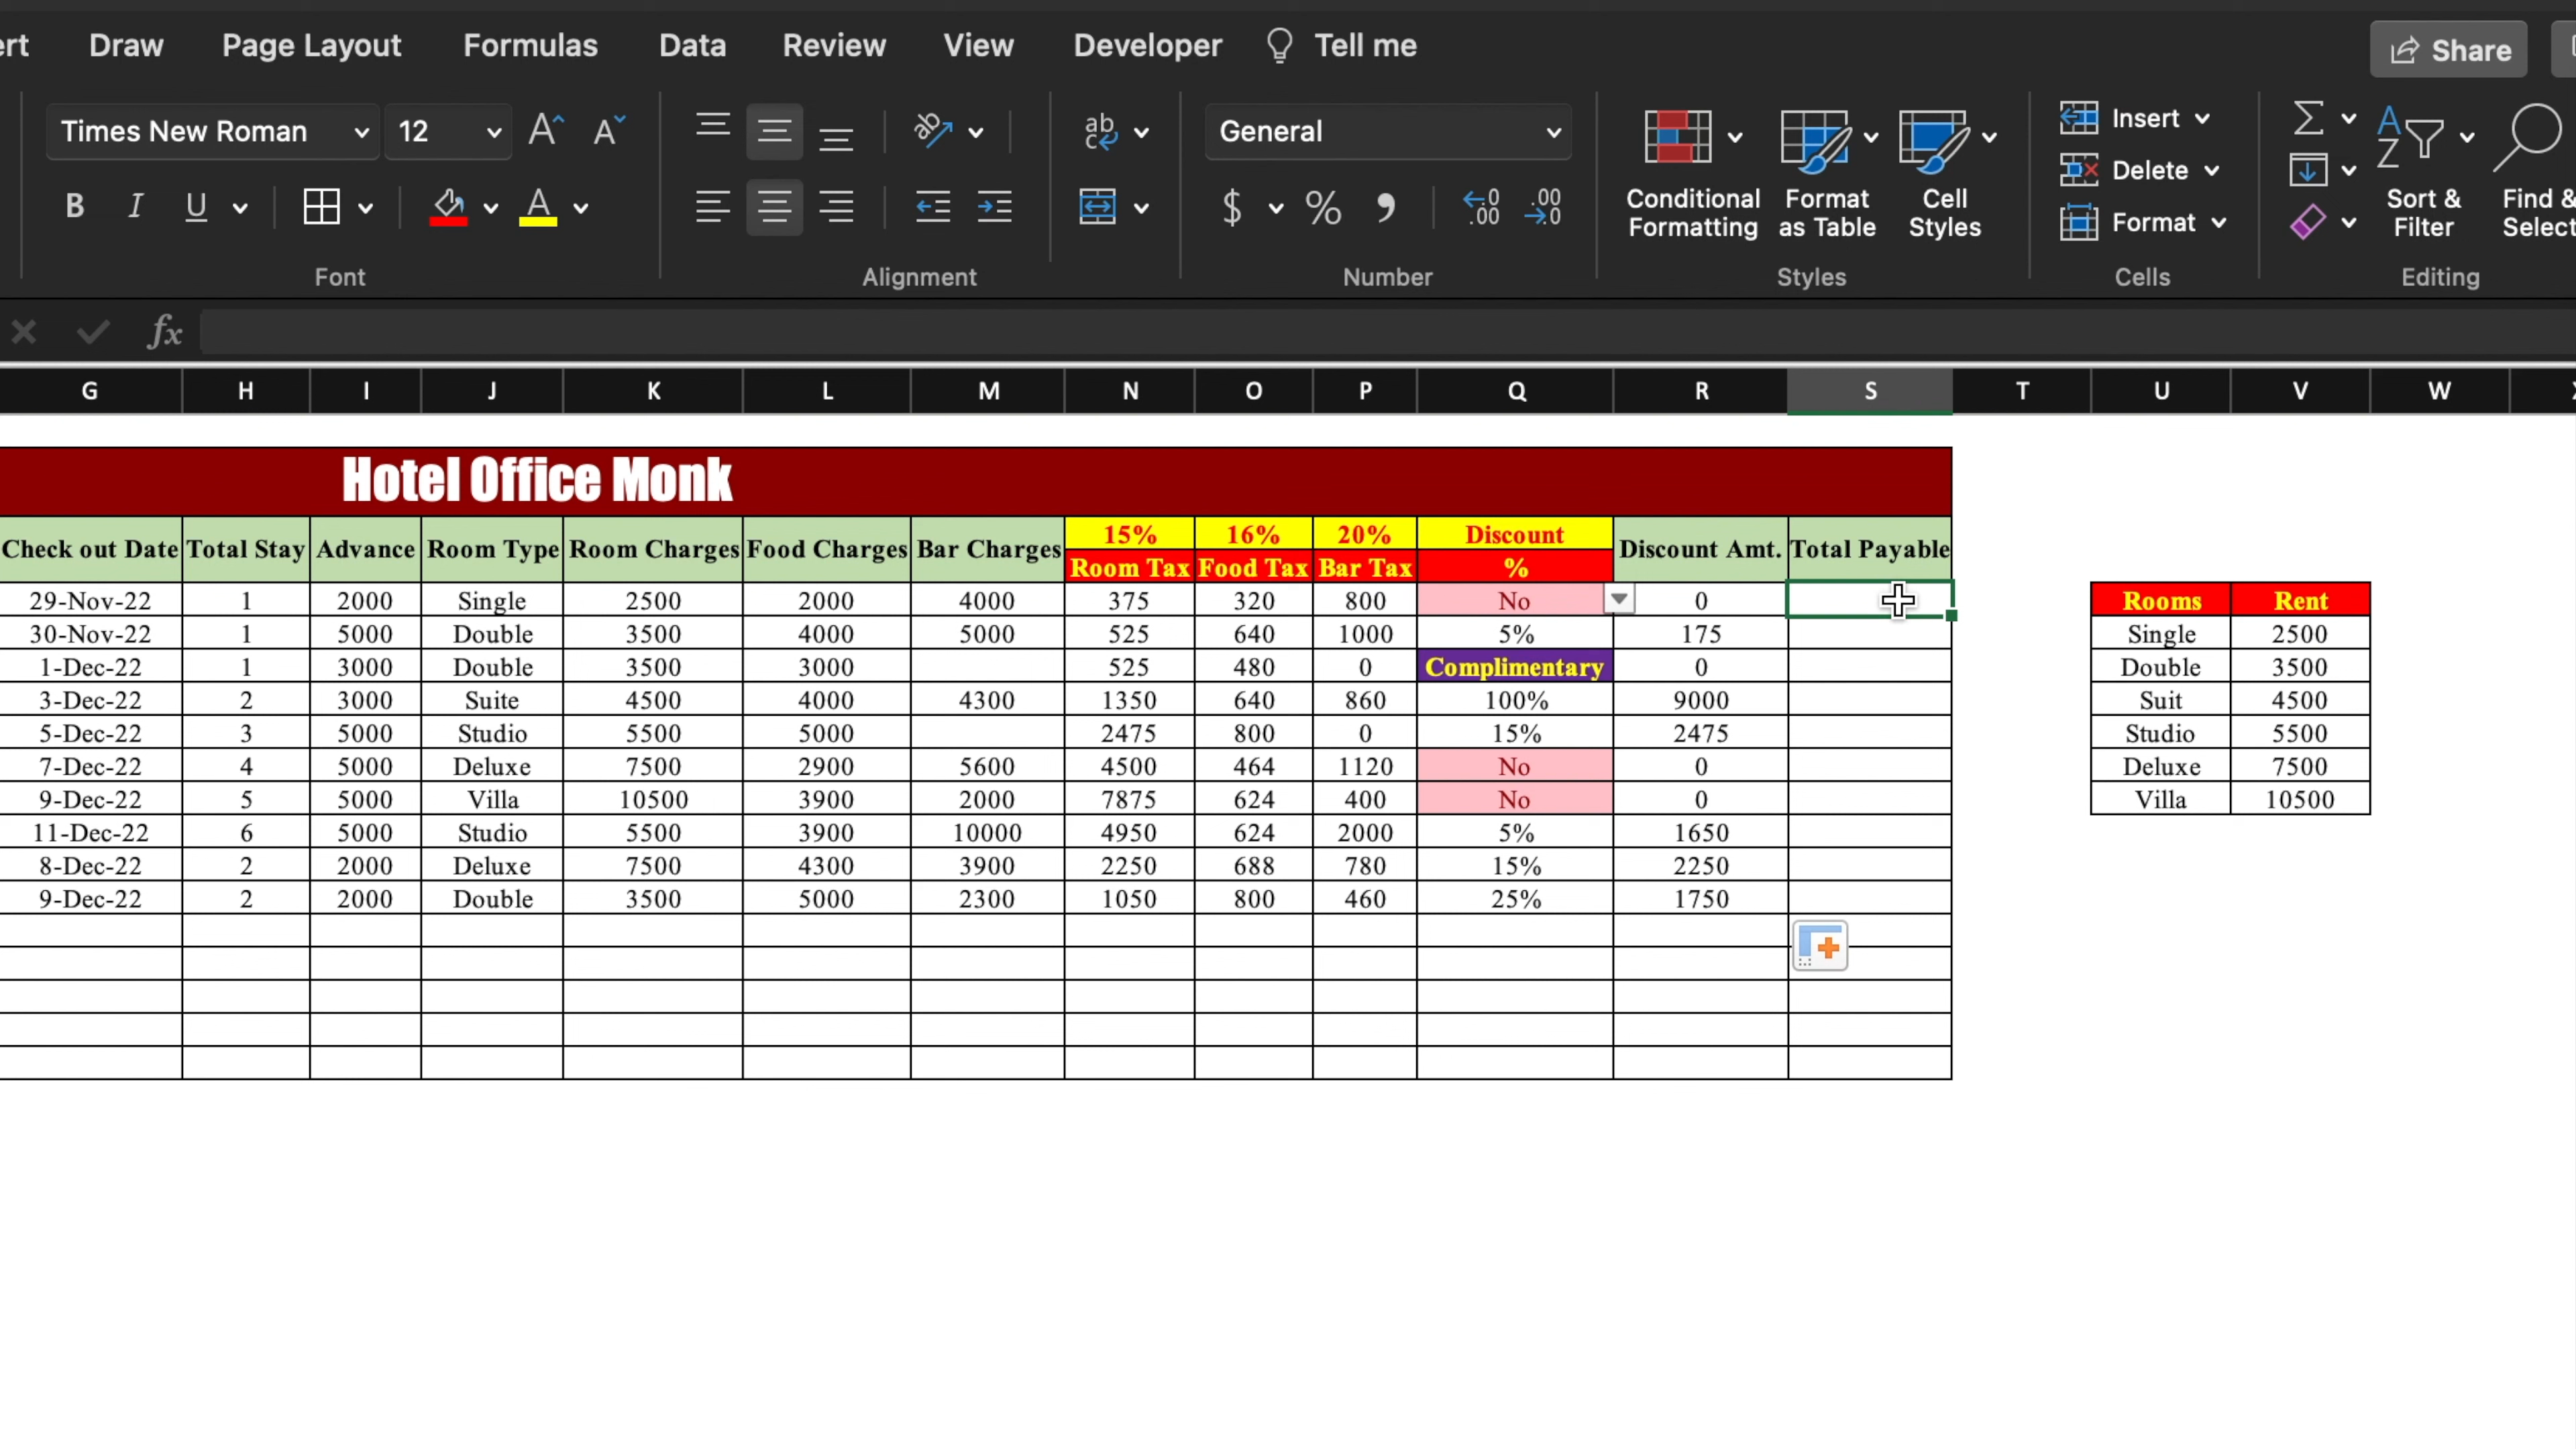 ert Draw Page Layout Formulas Data Review View Developer Tell me Share
Times New Roman 12 General Insert
Delete
B I U $ % Conditional Formatting Format as Table Cell Styles Format Sort & Filter Find & Select
Font Alignment Number Styles Cells Editing
fx
G H I J K L M N O P Q R S T U V W
Hotel Office Monk
15% 16% 20% Discount
Check out Date Total Stay Advance Room Type Room Charges Food Charges Bar Charges Discount Amt. Total Payable
Room Tax Food Tax Bar Tax %
29-Nov-22 1 2000 Single 2500 2000 4000 375 320 800 No 0 Rooms Rent
30-Nov-22 1 5000 Double 3500 4000 5000 525 640 1000 5% 175 Single 2500
1-Dec-22 1 3000 Double 3500 3000 525 480 0 Complimentary 0 Double 3500
3-Dec-22 2 3000 Suite 4500 4000 4300 1350 640 860 100% 9000 Suit 4500
5-Dec-22 3 5000 Studio 5500 5000 2475 800 0 15% 2475 Studio 5500
7-Dec-22 4 5000 Deluxe 7500 2900 5600 4500 464 1120 No 0 Deluxe 7500
9-Dec-22 5 5000 Villa 10500 3900 2000 7875 624 400 No 0 Villa 10500
11-Dec-22 6 5000 Studio 5500 3900 10000 4950 624 2000 5% 1650
8-Dec-22 2 2000 Deluxe 7500 4300 3900 2250 688 780 15% 2250
9-Dec-22 2 2000 Double 3500 5000 2300 1050 800 460 25% 1750